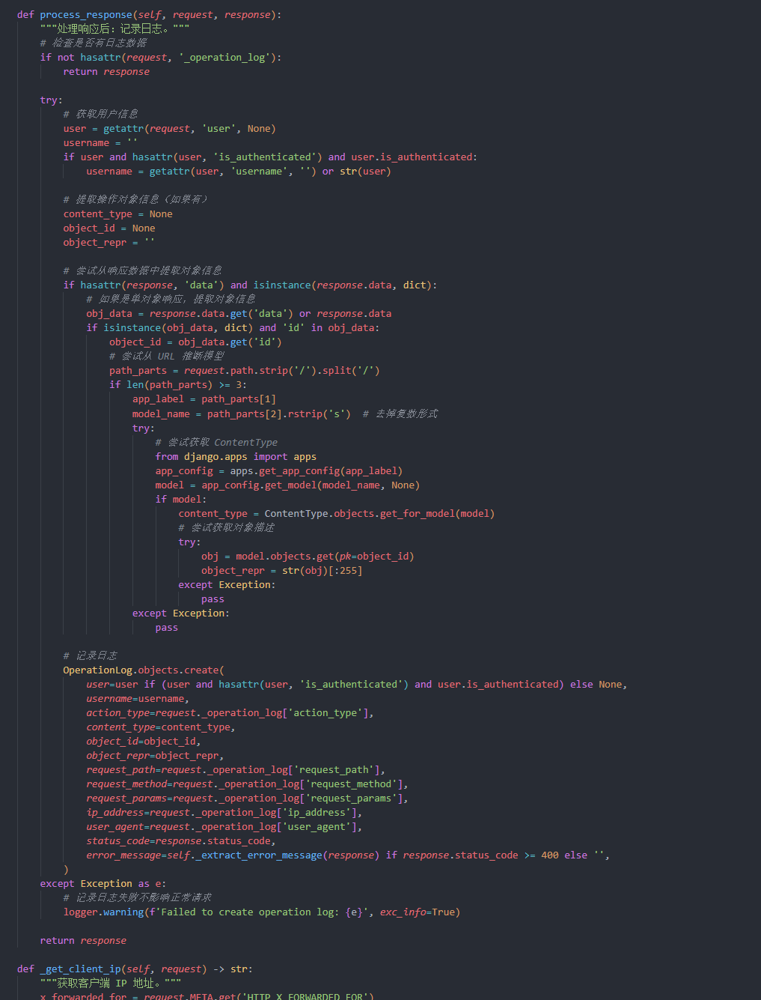 def process_response(self, request, response):
"""处理响应后：记录日志。"""
# 检查是否有日志数据
if not hasattr(request, '_operation_log'):
return response
try:
# 获取用户信息
user = getattr(request, 'user', None)
username = ''
if user and hasattr(user, 'is_authenticated') and user.is_authenticated:
username = getattr(user, 'username', '') or str(user)
# 提取操作对象信息（如果有）
content_type = None
object_id = None
object_repr = ''
# 尝试从响应数据中提取对象信息
if hasattr(response, 'data') and isinstance(response.data, dict):
# 如果是单对象响应，提取对象信息
obj_data = response.data.get('data') or response.data
if isinstance(obj_data, dict) and 'id' in obj_data:
object_id = obj_data.get('id')
# 尝试从 URL 推断模型
path_parts = request.path.strip('/').split('/')
if len(path_parts) >= 3:
app_label = path_parts[1]
model_name = path_parts[2].rstrip('s')  # 去掉复数形式
try:
# 尝试获取 ContentType
from django.apps import apps
app_config = apps.get_app_config(app_label)
model = app_config.get_model(model_name, None)
if model:
content_type = ContentType.objects.get_for_model(model)
# 尝试获取对象描述
try:
obj = model.objects.get(pk=object_id)
object_repr = str(obj)[:255]
except Exception:
pass
except Exception:
pass
# 记录日志
OperationLog.objects.create(
user=user if (user and hasattr(user, 'is_authenticated') and user.is_authenticated) else None,
username=username,
action_type=request._operation_log['action_type'],
content_type=content_type,
object_id=object_id,
object_repr=object_repr,
request_path=request._operation_log['request_path'],
request_method=request._operation_log['request_method'],
request_params=request._operation_log['request_params'],
ip_address=request._operation_log['ip_address'],
user_agent=request._operation_log['user_agent'],
status_code=response.status_code,
error_message=self._extract_error_message(response) if response.status_code >= 400 else '',
)
except Exception as e:
# 记录日志失败不影响正常请求
logger.warning(f'Failed to create operation log: {e}', exc_info=True)
return response
def _get_client_ip(self, request) -> str:
"""获取客户端 IP 地址。"""
x_forwarded_for = request.META.get('HTTP_X_FORWARDED_FOR')